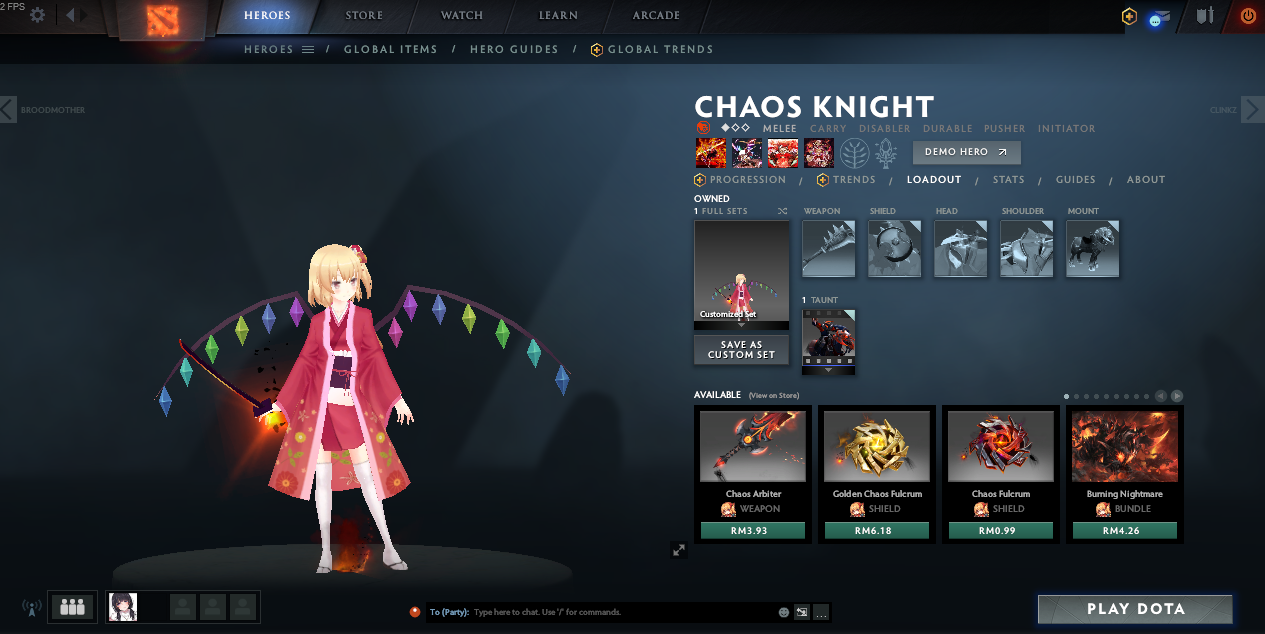 2 FPS
HEROES STORE WATCH LEARN ARCADE
HEROES / GLOBAL ITEMS / HERO GUIDES / GLOBAL TRENDS
BROODMOTHER
CLINKZ
CHAOS KNIGHT
MELEE CARRY DISABLER DURABLE PUSHER INITIATOR
DEMO HERO
PROGRESSION / TRENDS / LOADOUT / STATS / GUIDES / ABOUT
OWNED
1 FULL SETS
WEAPON SHIELD HEAD SHOULDER MOUNT
Customized Set
SAVE AS
CUSTOM SET
1 TAUNT
AVAILABLE (View on Store)
Chaos Arbiter
WEAPON
RM3.93
Golden Chaos Fulcrum
SHIELD
RM6.18
Chaos Fulcrum
SHIELD
RM0.99
Burning Nightmare
BUNDLE
RM4.26
To (Party): Type here to chat. Use '/' for commands.
...
PLAY DOTA